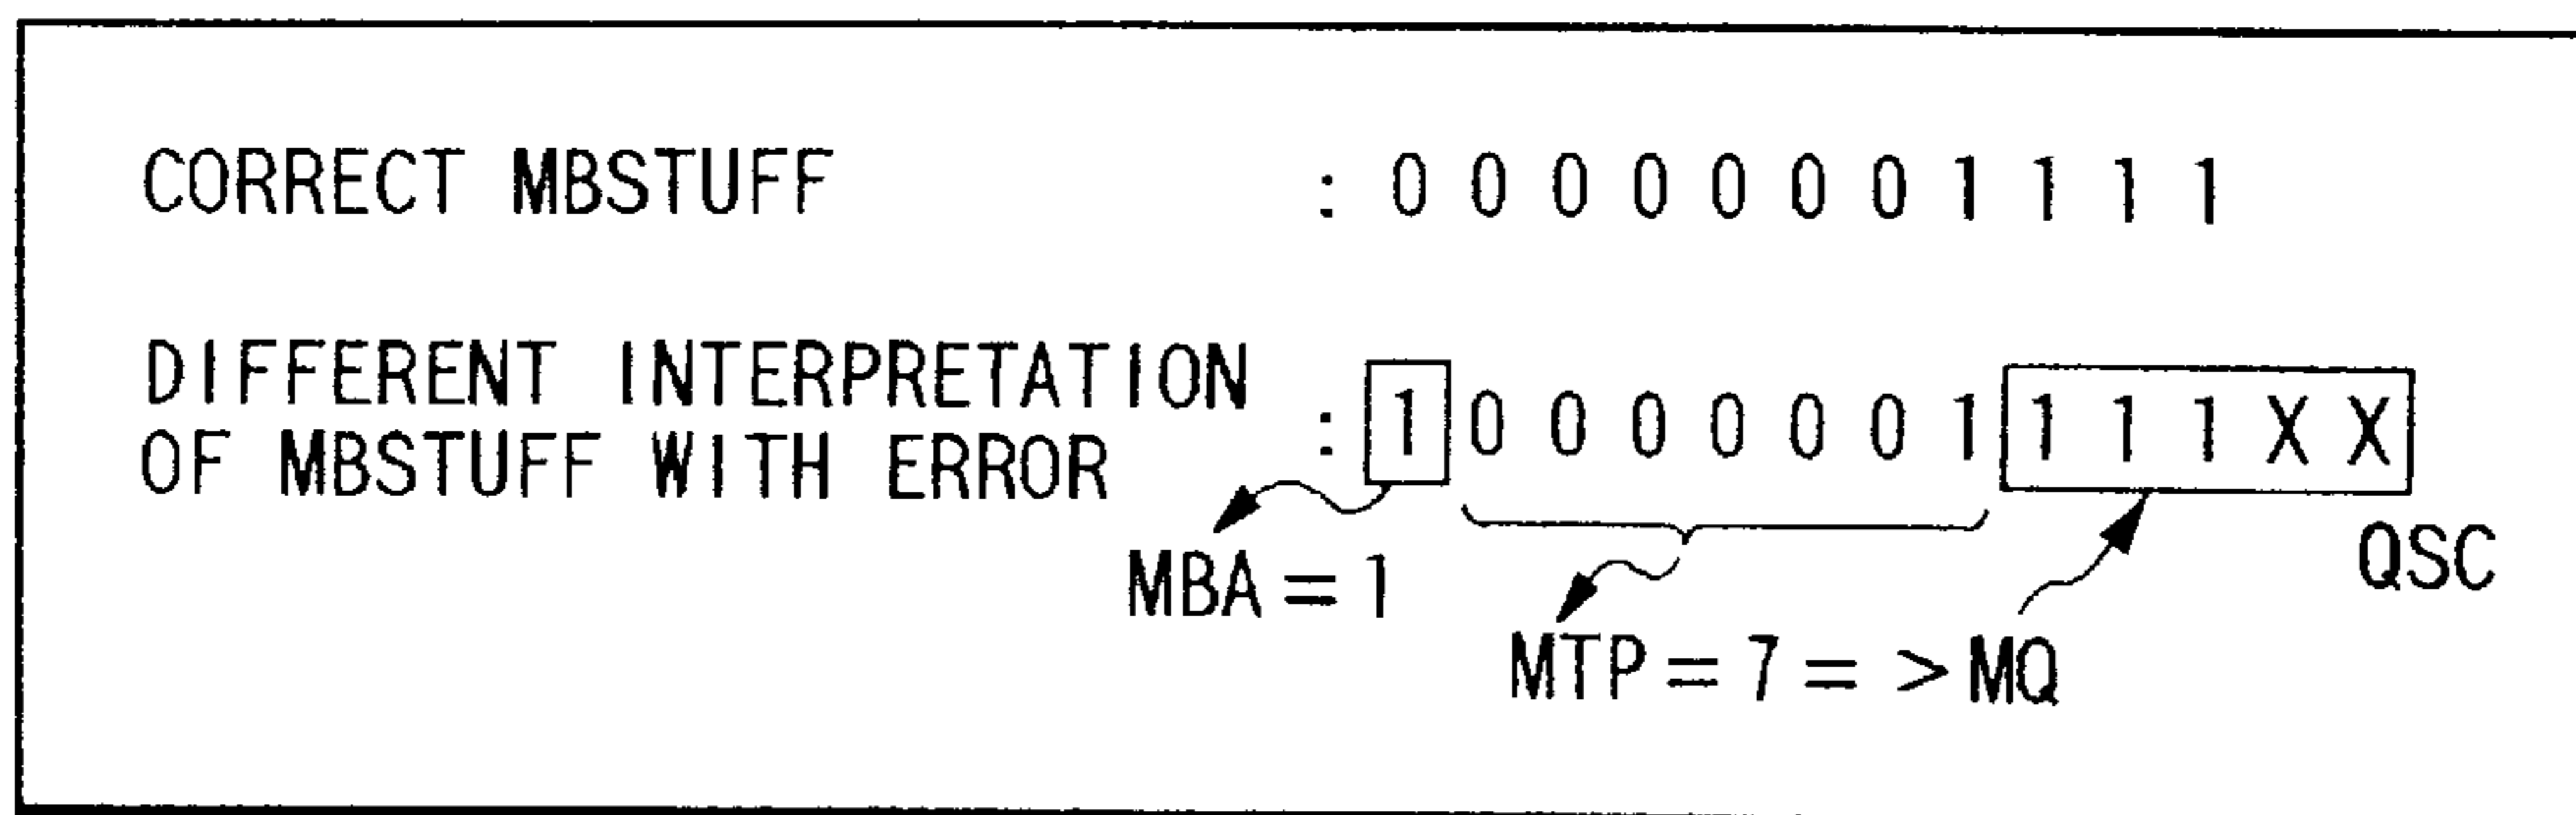 CORRECT MBSTUFF : 0 0 0 0 0 0 0 1 1 1 1
DIFFERENT INTERPRETATION
OF MBSTUFF WITH ERROR : 1 0 0 0 0 0 0 1 1 1 1 X X
QSC
MBA = 1
MTP = 7 = > MQ